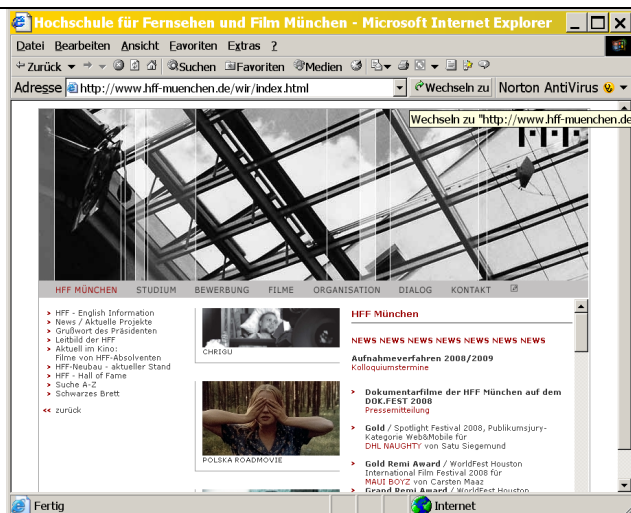 Hochschule für Fernsehen und Film München - Microsoft Internet Explorer
Datei Bearbeiten Ansicht Favoriten Extras ?
Zurück Suchen Favoriten Medien
Adresse http://www.hff-muenchen.de/wir/index.html Wechseln zu Norton AntiVirus
Wechseln zu "http://www.hff-muenchen.de
HFF MÜNCHEN STUDIUM BEWERBUNG FILME ORGANISATION DIALOG KONTAKT
HFF - English Information
News / Aktuelle Projekte
Grußwort des Präsidenten
Leitbild der HFF
Aktuell im Kino:
Filme von HFF-Absolventen
HFF-Neubau - aktueller Stand
HFF - Hall of Fame
Suche A-Z
Schwarzes Brett
<< zurück
CHRIGU
POLSKA ROADMOVIE
HFF München
NEWS NEWS NEWS NEWS NEWS NEWS NEWS
Aufnahmeverfahren 2008/2009
Kolloquiumstermine
Dokumentarfilme der HFF München auf dem
DOK.FEST 2008
Pressemitteilung
Gold / Spotlight Festival 2008, Publikumsjury-
Kategorie Web&Mobile für
DHL NAUGHTY von Satu Siegemund
Gold Remi Award / WorldFest Houston
International Film Festival 2008 für
MAUI BOYZ von Carsten Maaz
Grand Remi Award / WorldFest Houston
Fertig Internet